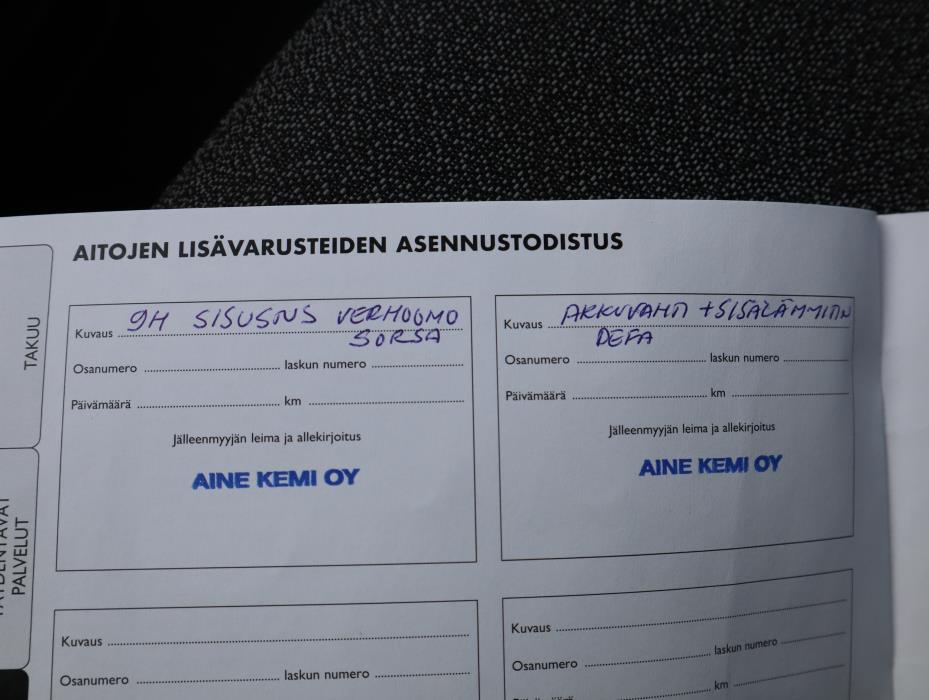 AITOJEN LISÄVARUSTEIDEN ASENNUSTODISTUS
TAKUU
PALVELUT
Kuvaus 9H SISUSTUS VERHOOMO
SORSA
Osanumero laskun numero
Päivämäärä km
Jälleenmyyjän leima ja allekirjoitus
AINE KEMI OY
Kuvaus AKKUVAHTI +SISÄLÄMMITIN
DEFA
Osanumero laskun numero
Päivämäärä km
Jälleenmyyjän leima ja allekirjoitus
AINE KEMI OY
Kuvaus
Osanumero laskun numero
Kuvaus
Osanumero laskun numero
km